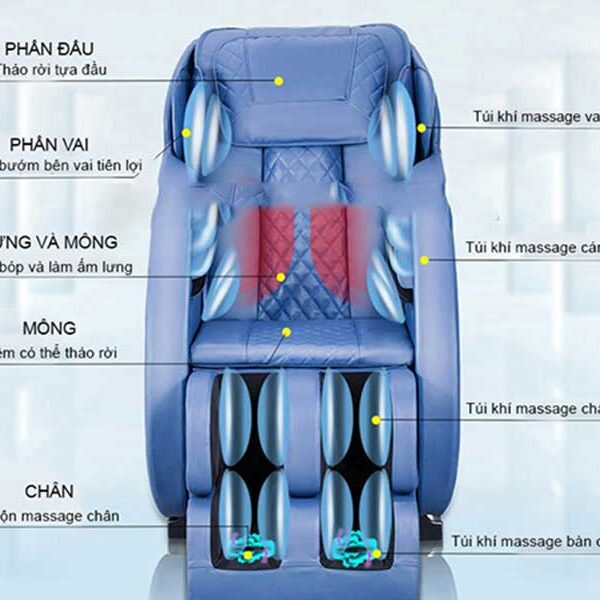 PHẦN ĐẦU
Tháo rời tựa đầu
Túi khí massage va
PHẦN VAI
bướm bên vai tiện lợi
ƯNG VÀ MÔNG
bóp và làm ấm lưng
Túi khí massage cán
MÔNG
ệm có thể tháo rời
Túi khí massage châ
CHÂN
ộn massage chân
Túi khí massage bàn c